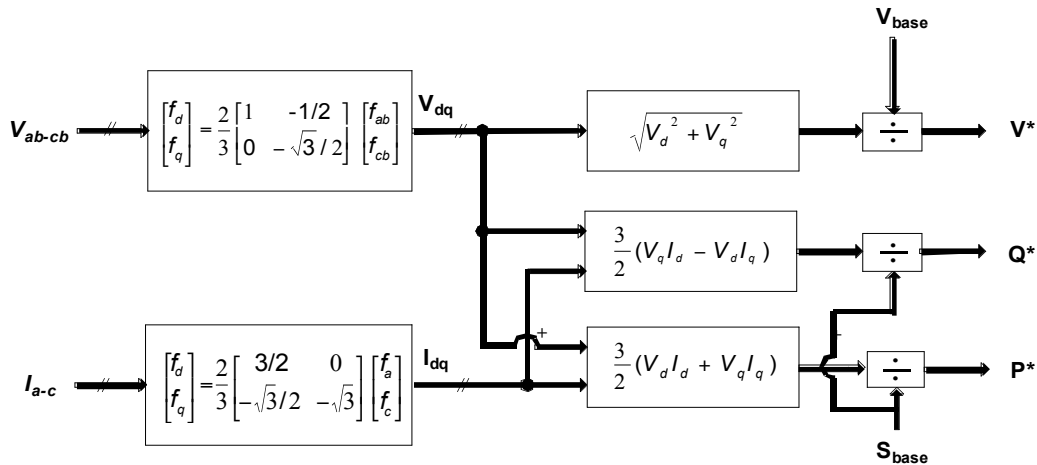 V_base
V_ab-cb
[f_d; f_q] = 2/3 [1 -1/2; 0 -√3/2] [f_ab; f_cb]
V_dq
√(V_d² + V_q²)
÷
V*
3/2 (V_q I_d − V_d I_q)
÷
Q*
I_a-c
[f_d; f_q] = 2/3 [3/2 0; −√3/2 −√3] [f_a; f_c]
I_dq
+
3/2 (V_d I_d + V_q I_q)
÷
P*
S_base